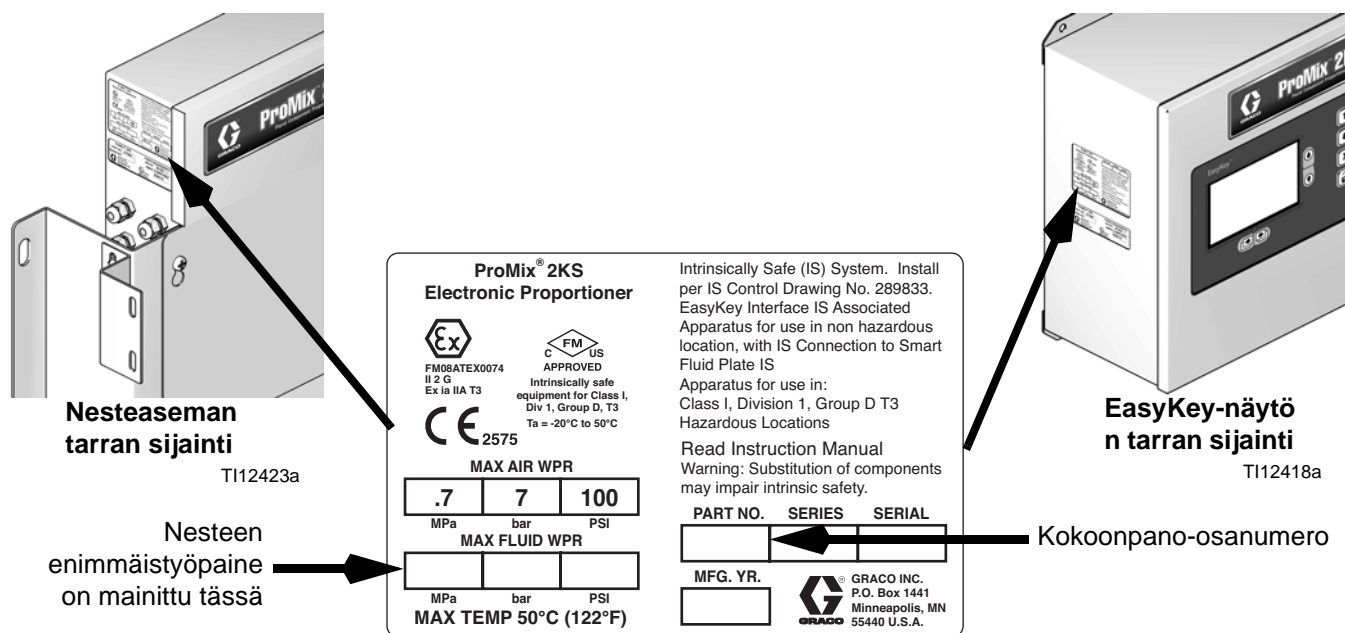 ProMix
GRACO
Nesteaseman
tarran sijainti
TI12423a
ProMix 2K
GRACO
EasyKey
EasyKey-näytö
n tarran sijainti
TI12418a
ProMix® 2KS
Electronic Proportioner
Ex
FM08ATEX0074
II 2 G
Ex ia IIA T3
CE 2575
C FM US
APPROVED
Intrinsically safe
equipment for Class I,
Div 1, Group D, T3
Ta = -20°C to 50°C
MAX AIR WPR
.7 7 100
MPa bar PSI
MAX FLUID WPR
MPa bar PSI
MAX TEMP 50°C (122°F)
Intrinsically Safe (IS) System. Install
per IS Control Drawing No. 289833.
EasyKey Interface IS Associated
Apparatus for use in non hazardous
location, with IS Connection to Smart
Fluid Plate IS
Apparatus for use in:
Class I, Division 1, Group D T3
Hazardous Locations
Read Instruction Manual
Warning: Substitution of components
may impair intrinsic safety.
PART NO. SERIES SERIAL
MFG. YR.
GRACO ®
GRACO INC.
P.O. Box 1441
Minneapolis, MN
55440 U.S.A.
Nesteen
enimmäistyöpaine
on mainittu tässä
Kokoonpano-osanumero